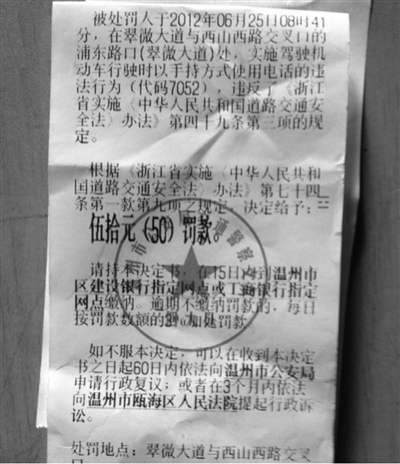 被处罚人于2012年06月25日08时41
分，在翠微大道与西山西路交叉口的
浦东路口(翠微大道)处，实施驾驶机
动车行驶时以手持方式使用电话的违
法行为（代码7052），违反了《浙江
省实施〈中华人民共和国道路交通安
全法〉办法》第四十九条第三项的规
定。
根据《浙江省实施〈中华人民共和
国道路交通安全法〉办法》第七十四
条第一款第九项之规定，决定给予：
伍拾元（50）罚款。
请持本决定书，在15日内到温州市
区建设银行指定网点或工商银行指定
网点缴纳。逾期不缴纳罚款的，每日
按罚款数额的3%加处罚款。
如不服本决定，可以在收到本决定
书之日起60日内依法向温州市公安局
申请行政复议；或者在3个月内依法
向温州市瓯海区人民法院提起行政诉
讼。
处罚地点：翠微大道与西山西路交叉